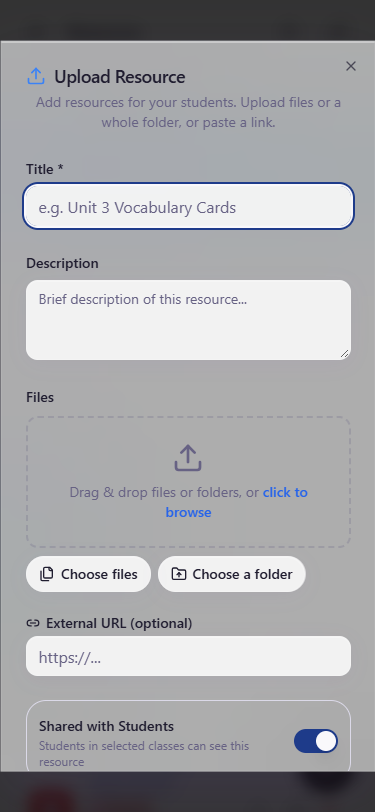 Upload Resource
Add resources for your students. Upload files or a
whole folder, or paste a link.
Title *
e.g. Unit 3 Vocabulary Cards
Description
Brief description of this resource...
Files
Drag & drop files or folders, or click to
browse
Choose files
Choose a folder
External URL (optional)
https://...
Shared with Students
Students in selected classes can see this
resource